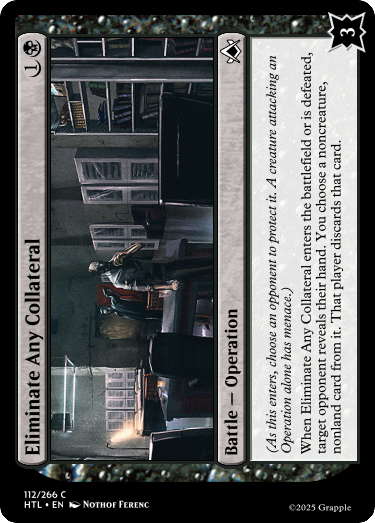 Eliminate Any Collateral
Battle – Operation
3
(As this enters, choose an opponent to protect it. A creature attacking an
Operation alone has menace.)
When Eliminate Any Collateral enters the battlefield or is defeated,
target opponent reveals their hand. You choose a noncreature,
nonland card from it. That player discards that card.
112/266 C
HTL • EN NOTHOF FERENC
©2025 Grapple